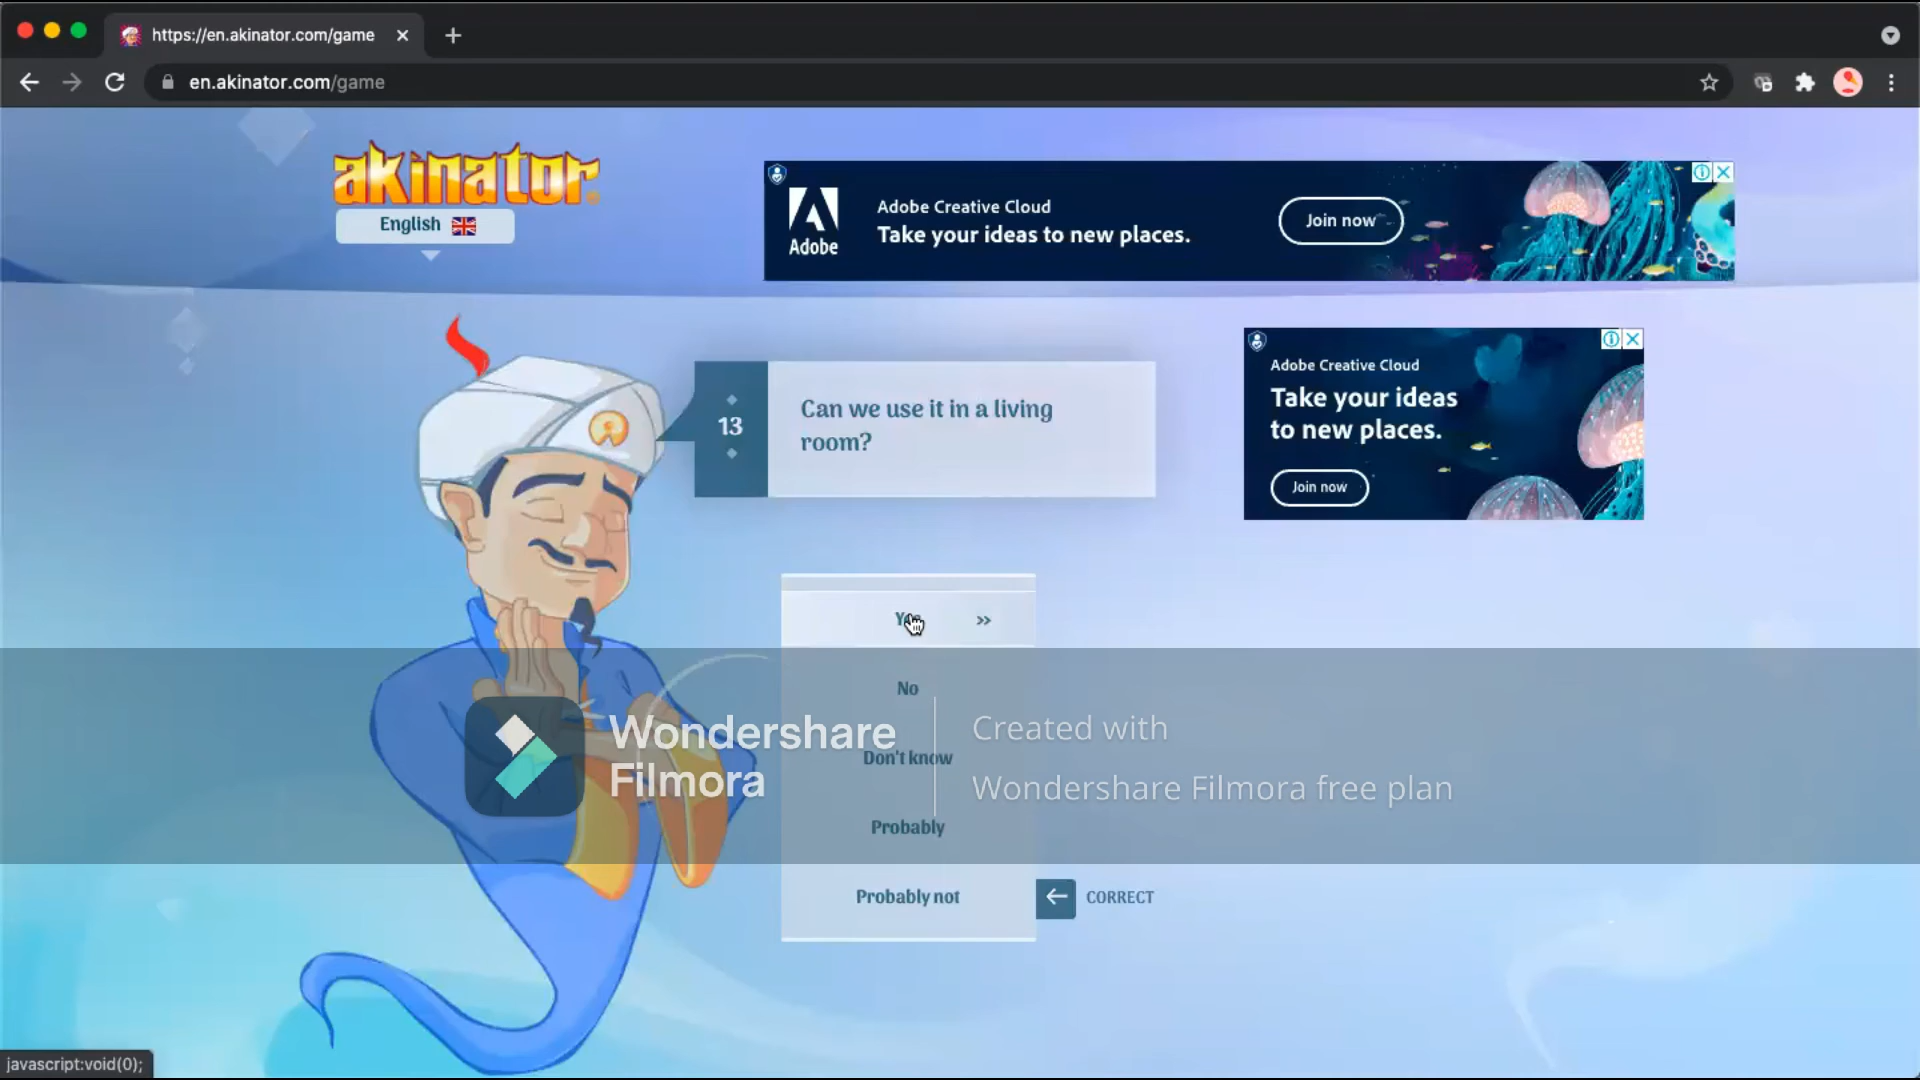 https://en.akinator.com/game
en.akinator.com/game
akinator
English
Adobe
Adobe Creative Cloud
Take your ideas to new places.
Join now
13
Can we use it in a living
room?
Adobe Creative Cloud
Take your ideas
to new places.
Join now
Yes
No
Don't know
Probably
Probably not
CORRECT
Wondershare
Filmora
Created with
Wondershare Filmora free plan
javascript:void(0);